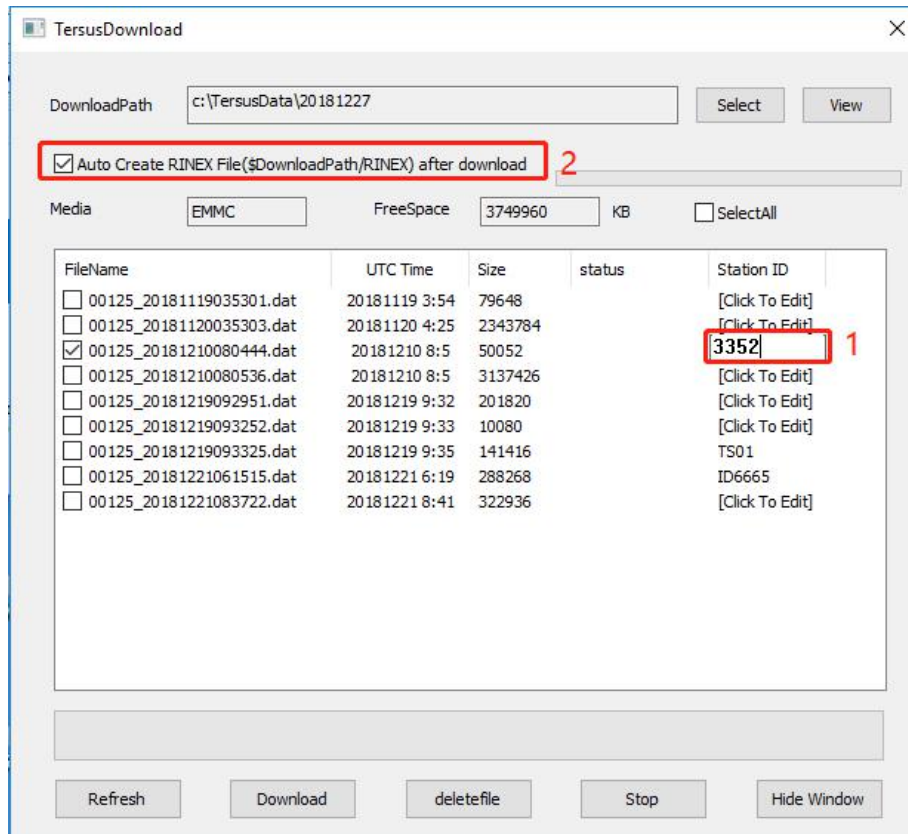 TersusDownload
DownloadPath c:\TersusData\20181227 Select View
Auto Create RINEX File($DownloadPath/RINEX) after download 2
Media EMMC FreeSpace 3749960 KB SelectAll
FileName UTC Time Size status Station ID
00125_20181119035301.dat 20181119 3:54 79648 [Click To Edit]
00125_20181120035303.dat 20181120 4:25 2343784 [Click To Edit]
00125_20181210080444.dat 20181210 8:5 50052 3352 1
00125_20181210080536.dat 20181210 8:5 3137426 [Click To Edit]
00125_20181219092951.dat 20181219 9:32 201820 [Click To Edit]
00125_20181219093252.dat 20181219 9:33 10080 [Click To Edit]
00125_20181219093325.dat 20181219 9:35 141416 TS01
00125_20181221061515.dat 20181221 6:19 288268 ID6665
00125_20181221083722.dat 20181221 8:41 322936 [Click To Edit]
Refresh Download deletefile Stop Hide Window